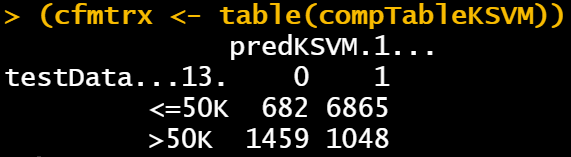 > (cfmtrx <- table(compTableKSVM))
predKSVM.1...
testData...13. 0 1
<=50K 682 6865
>50K 1459 1048